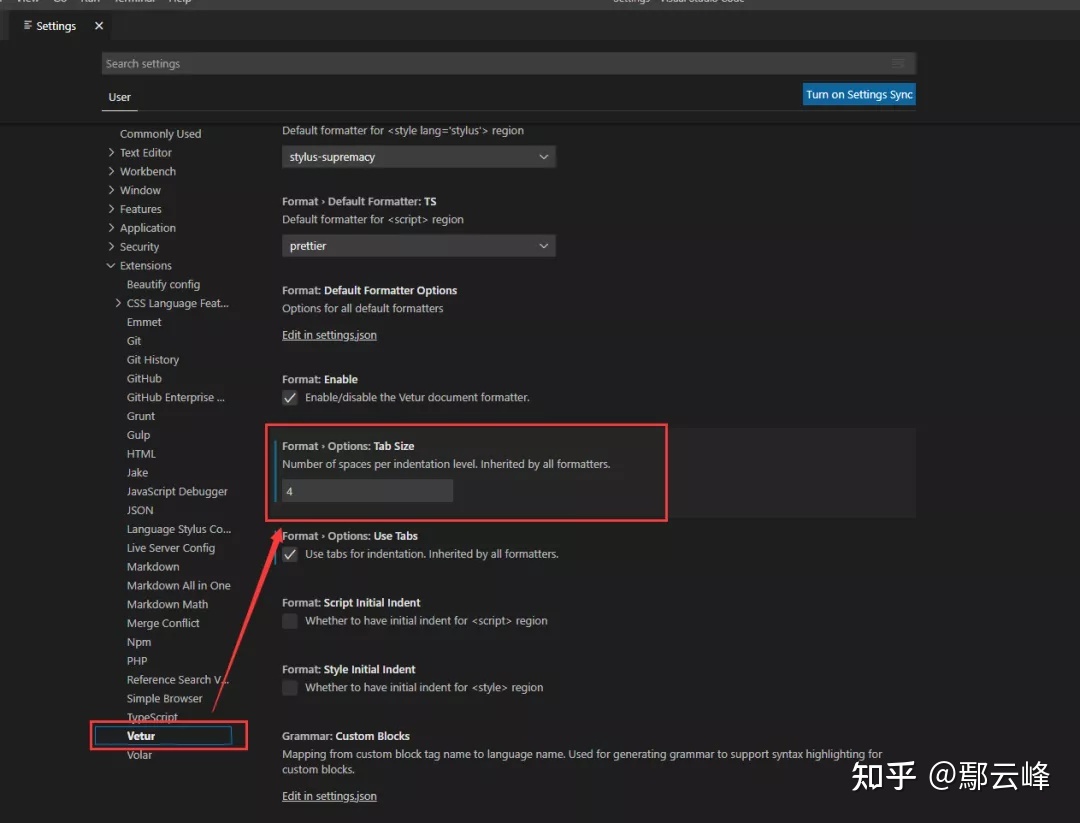 Settings
Search settings
User
Turn on Settings Sync
Commonly Used
Text Editor
Workbench
Window
Features
Application
Security
Extensions
Beautify config
CSS Language Feat...
Emmet
Git
Git History
GitHub
GitHub Enterprise ...
Grunt
Gulp
HTML
Jake
JavaScript Debugger
JSON
Language Stylus Co...
Live Server Config
Markdown
Markdown All in One
Markdown Math
Merge Conflict
Npm
PHP
Reference Search V...
Simple Browser
TypeScript
Vetur
Volar
Default formatter for <style lang='stylus'> region
stylus-supremacy
Format › Default Formatter: TS
Default formatter for <script> region
prettier
Format: Default Formatter Options
Options for all default formatters
Edit in settings.json
Format: Enable
Enable/disable the Vetur document formatter.
Format › Options: Tab Size
Number of spaces per indentation level. Inherited by all formatters.
4
Format › Options: Use Tabs
Use tabs for indentation. Inherited by all formatters.
Format: Script Initial Indent
Whether to have initial indent for <script> region
Format: Style Initial Indent
Whether to have initial indent for <style> region
Grammar: Custom Blocks
Mapping from custom block tag name to language name. Used for generating grammar to support syntax highlighting for
custom blocks.
Edit in settings.json
知乎 @鄢云峰